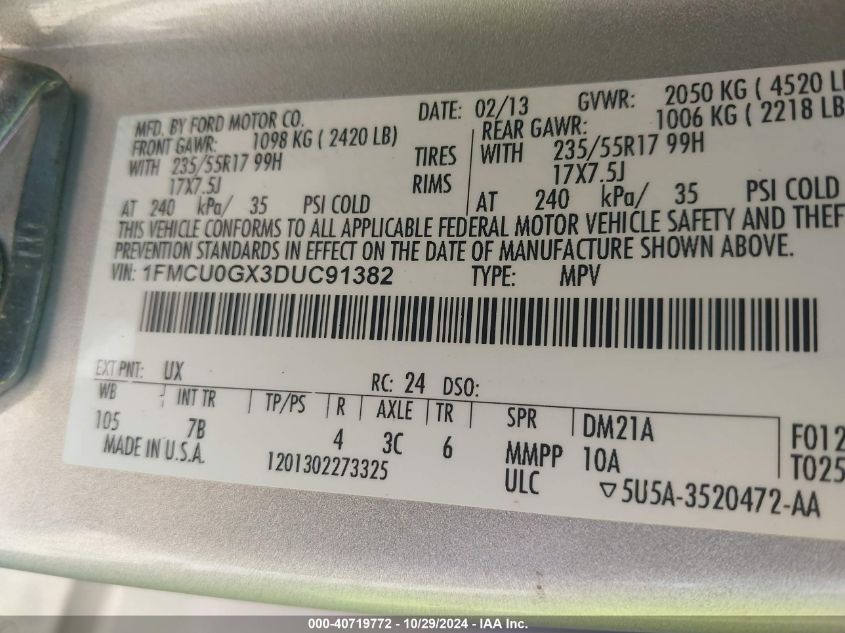 MFD. BY FORD MOTOR CO. DATE: 02/13 GVWR: 2050 KG ( 4520 LB
FRONT GAWR: 1098 KG ( 2420 LB) REAR GAWR: 1006 KG ( 2218 LB
WITH 235/55R17 99H TIRES WITH 235/55R17 99H
17X7.5J RIMS 17X7.5J
AT 240 kPa/ 35 PSI COLD AT 240 kPa/ 35 PSI COLD
THIS VEHICLE CONFORMS TO ALL APPLICABLE FEDERAL MOTOR VEHICLE SAFETY AND THEF
PREVENTION STANDARDS IN EFFECT ON THE DATE OF MANUFACTURE SHOWN ABOVE.
VIN: 1FMCU0GX3DUC91382 TYPE: MPV
EXT PNT: UX RC: 24 DSO:
WB INT TR TP/PS R AXLE TR SPR DM21A F012
105 7B 4 3C 6 MMPP 10A T025
MADE IN U.S.A. 1201302273325 ULC ▽5U5A-3520472-AA
000-40719772 - 10/29/2024 - IAA Inc.